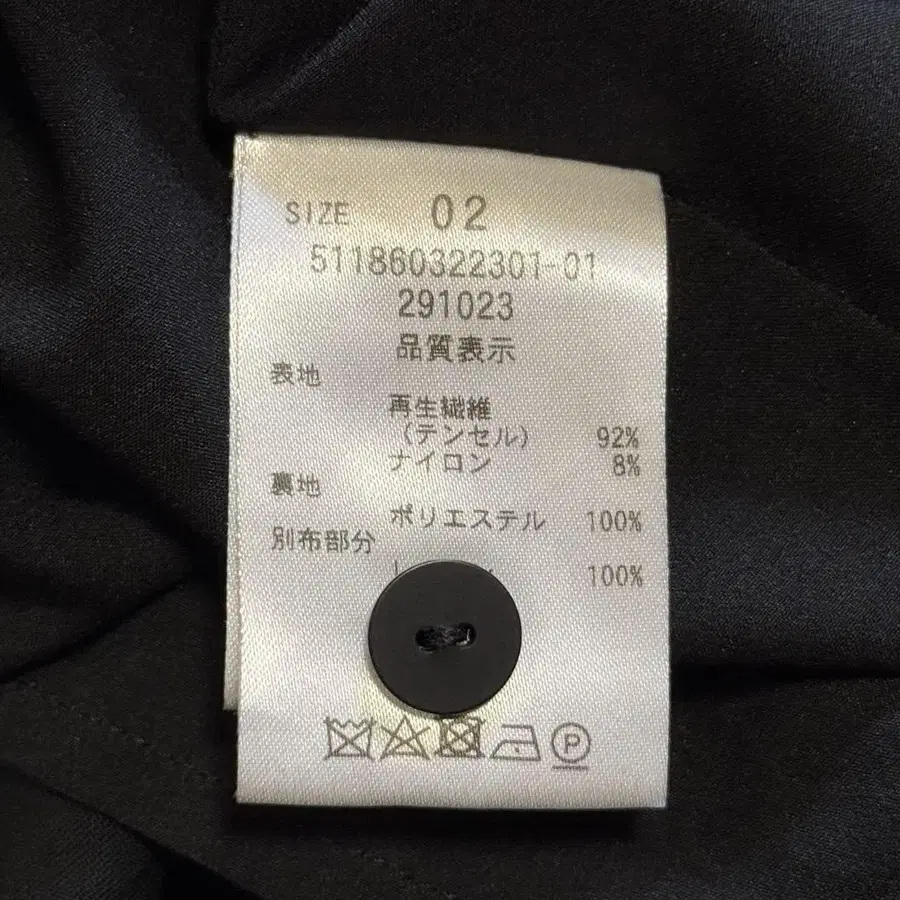 SIZE 02
511860322301-01
291023
品質表示
表地
再生繊維
(テンセル) 92%
ナイロン 8%
裏地
ポリエステル 100%
別布部分
100%
P